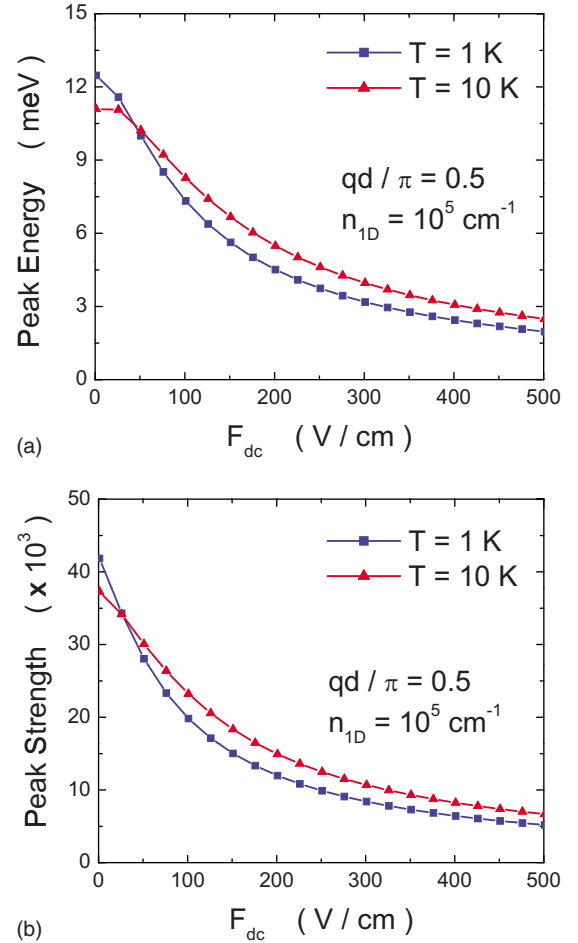 15
12
9
6
3
0
Peak Energy ( meV )
T = 1 K
T = 10 K
qd / π = 0.5
n1D = 10^5 cm^-1
0 100 200 300 400 500
(a)
Fdc ( V / cm )
50
40
30
20
10
0
Peak Strength ( x 10^3 )
T = 1 K
T = 10 K
qd / π = 0.5
n1D = 10^5 cm^-1
0 100 200 300 400 500
(b)
Fdc ( V / cm )